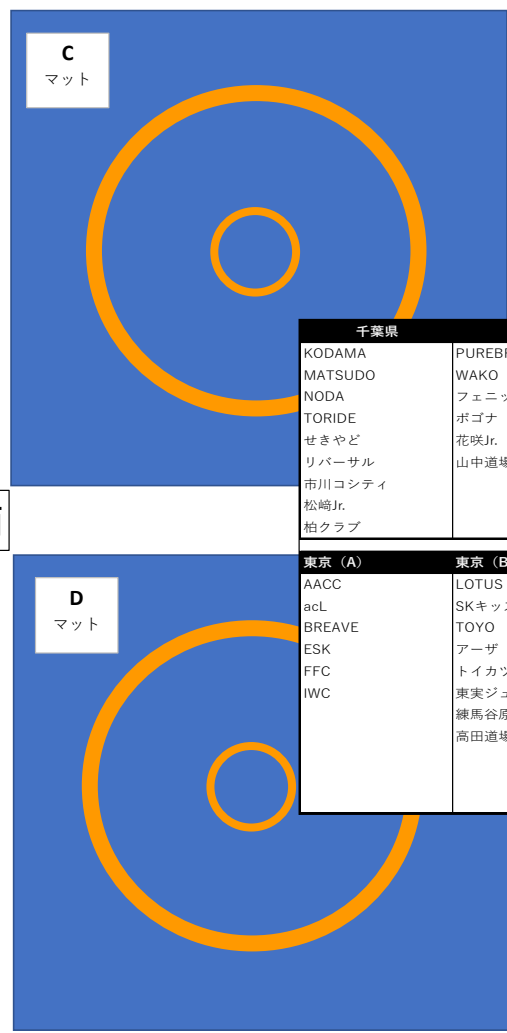 C
マット
千葉県
KODAMA
MATSUDO
NODA
TORIDE
せきやど
リバーサル
市川コシティ
松﨑Jr.
柏クラブ
WAKO
ボゴナ
花咲Jr.
山中道場
東京（A）
AACC
acL
BREAVE
ESK
FFC
IWC
東京（B
LOTUS
TOYO
アーザ
高田道場
D
マット